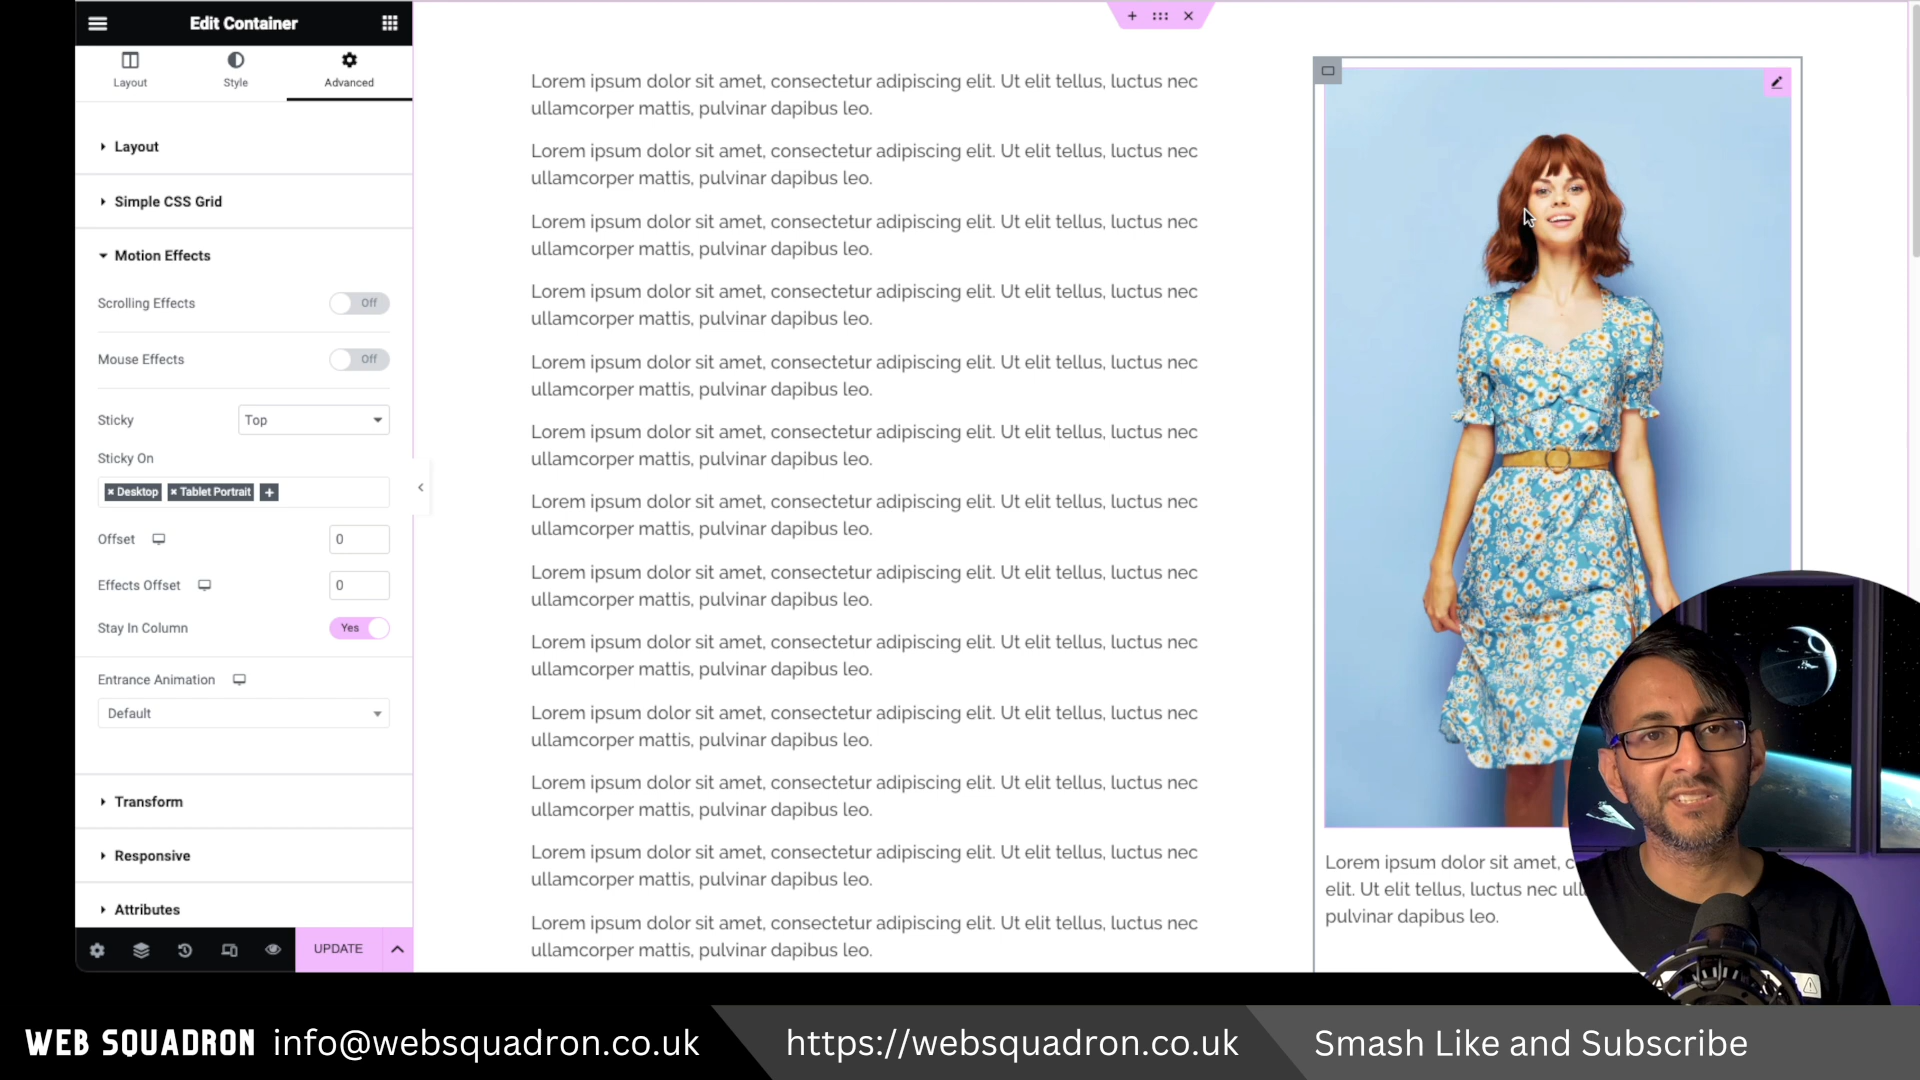 Edit Container
Layout
Style
Advanced
Layout
Simple CSS Grid
Motion Effects
Scrolling Effects
Off
Mouse Effects
Off
Sticky
Top
Sticky On
× Desktop × Tablet Portrait +
Offset
0
Effects Offset
0
Stay In Column
Yes
Entrance Animation
Default
Transform
Responsive
Attributes
UPDATE
Lorem ipsum dolor sit amet, consectetur adipiscing elit. Ut elit tellus, luctus nec
ullamcorper mattis, pulvinar dapibus leo.
Lorem ipsum dolor sit amet, consectetur adipiscing elit. Ut elit tellus, luctus nec
ullamcorper mattis, pulvinar dapibus leo.
Lorem ipsum dolor sit amet, consectetur adipiscing elit. Ut elit tellus, luctus nec
ullamcorper mattis, pulvinar dapibus leo.
Lorem ipsum dolor sit amet, consectetur adipiscing elit. Ut elit tellus, luctus nec
ullamcorper mattis, pulvinar dapibus leo.
Lorem ipsum dolor sit amet, consectetur adipiscing elit. Ut elit tellus, luctus nec
ullamcorper mattis, pulvinar dapibus leo.
Lorem ipsum dolor sit amet, consectetur adipiscing elit. Ut elit tellus, luctus nec
ullamcorper mattis, pulvinar dapibus leo.
Lorem ipsum dolor sit amet, consectetur adipiscing elit. Ut elit tellus, luctus nec
ullamcorper mattis, pulvinar dapibus leo.
Lorem ipsum dolor sit amet, consectetur adipiscing elit. Ut elit tellus, luctus nec
ullamcorper mattis, pulvinar dapibus leo.
Lorem ipsum dolor sit amet, consectetur adipiscing elit. Ut elit tellus, luctus nec
ullamcorper mattis, pulvinar dapibus leo.
Lorem ipsum dolor sit amet, consectetur adipiscing elit. Ut elit tellus, luctus nec
ullamcorper mattis, pulvinar dapibus leo.
Lorem ipsum dolor sit amet, consectetur adipiscing elit. Ut elit tellus, luctus nec
ullamcorper mattis, pulvinar dapibus leo.
Lorem ipsum dolor sit amet, consectetur adipiscing elit. Ut elit tellus, luctus nec
ullamcorper mattis, pulvinar dapibus leo.
Lorem ipsum dolor sit amet, consectetur adipiscing elit. Ut elit tellus, luctus nec
ullamcorper mattis, pulvinar dapibus leo.
Lorem ipsum dolor sit amet, c
elit. Ut elit tellus, luctus nec ull
pulvinar dapibus leo.
WEB SQUADRON info@websquadron.co.uk
https://websquadron.co.uk
Smash Like and Subscribe